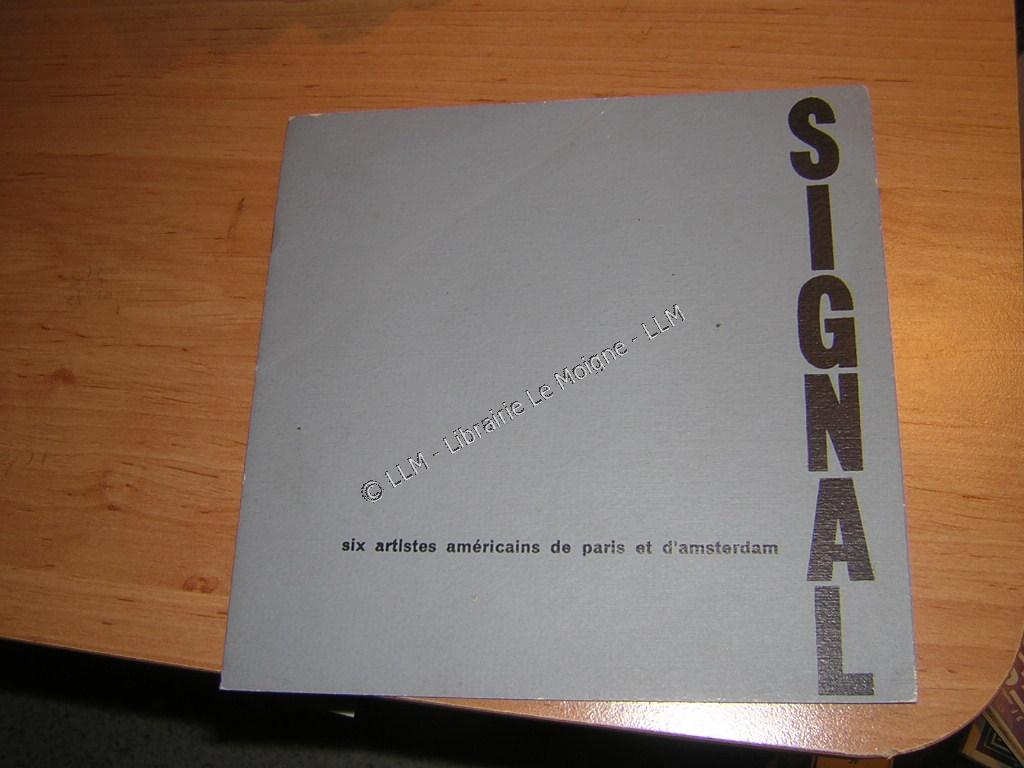 SIGNAL
© LLM - Librairie Le Moigne - LLM
six artistes américains de paris et d'amsterdam